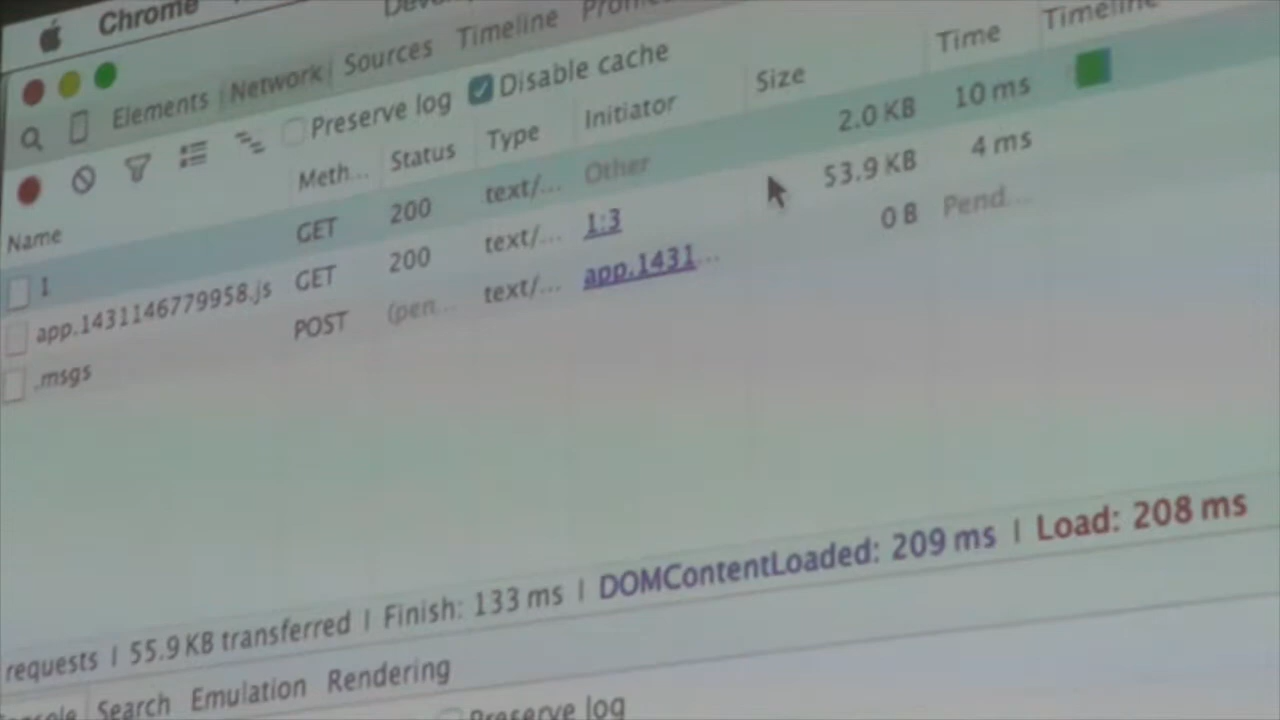 Chrome
Elements Network Sources Timeline
Preserve log Disable cache
Name Meth... Status Type Initiator Size Time Timeline
1 GET 200 text/... Other 2.0 KB 10 ms
app.1431146779958.js GET 200 text/... 1:3 53.9 KB 4 ms
.msgs POST (pen... text/... app.1431... 0 B Pend...
requests | 55.9 KB transferred | Finish: 133 ms | DOMContentLoaded: 209 ms | Load: 208 ms
Search Emulation Rendering
Preserve log